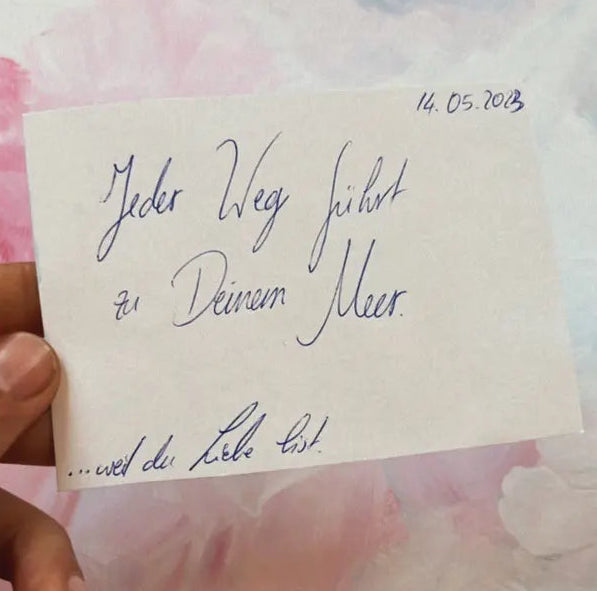 14.05.2023
Jeder Weg führt
zu Deinem Meer.
...weil du Liebe bist.